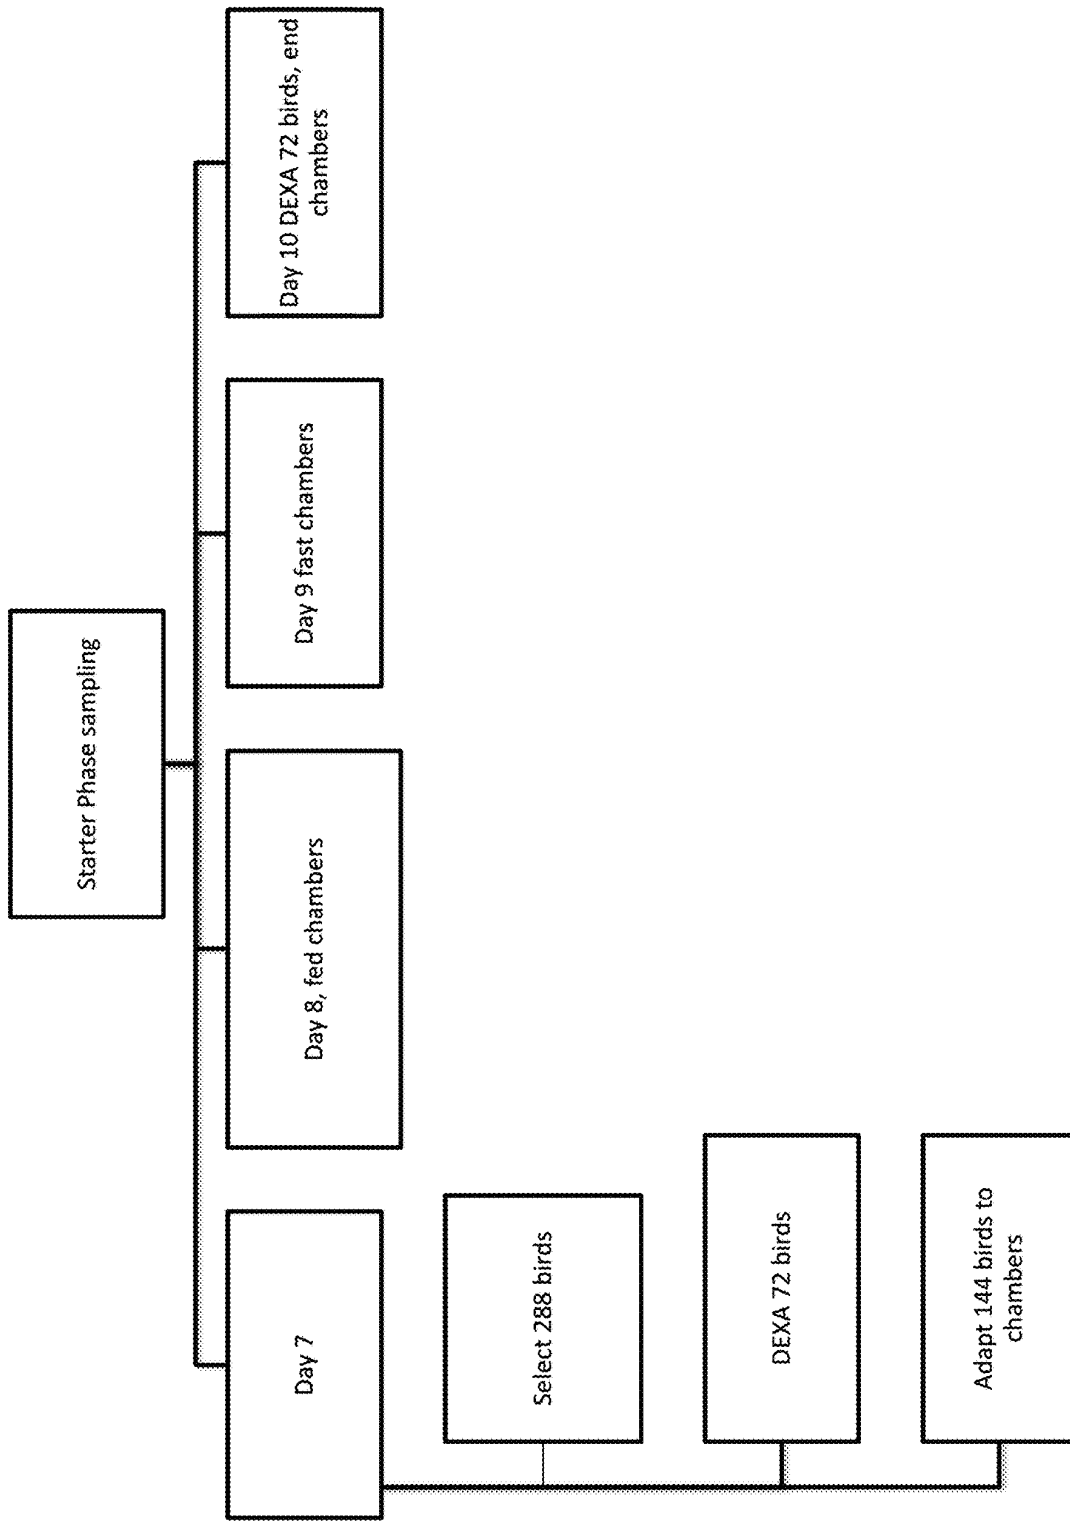 Starter Phase sampling
Day 7
Day 8, fed chambers
Day 9 fast chambers
Day 10 DEXA 72 birds, end
chambers
Select 288 birds
DEXA 72 birds
Adapt 144 birds to
chambers